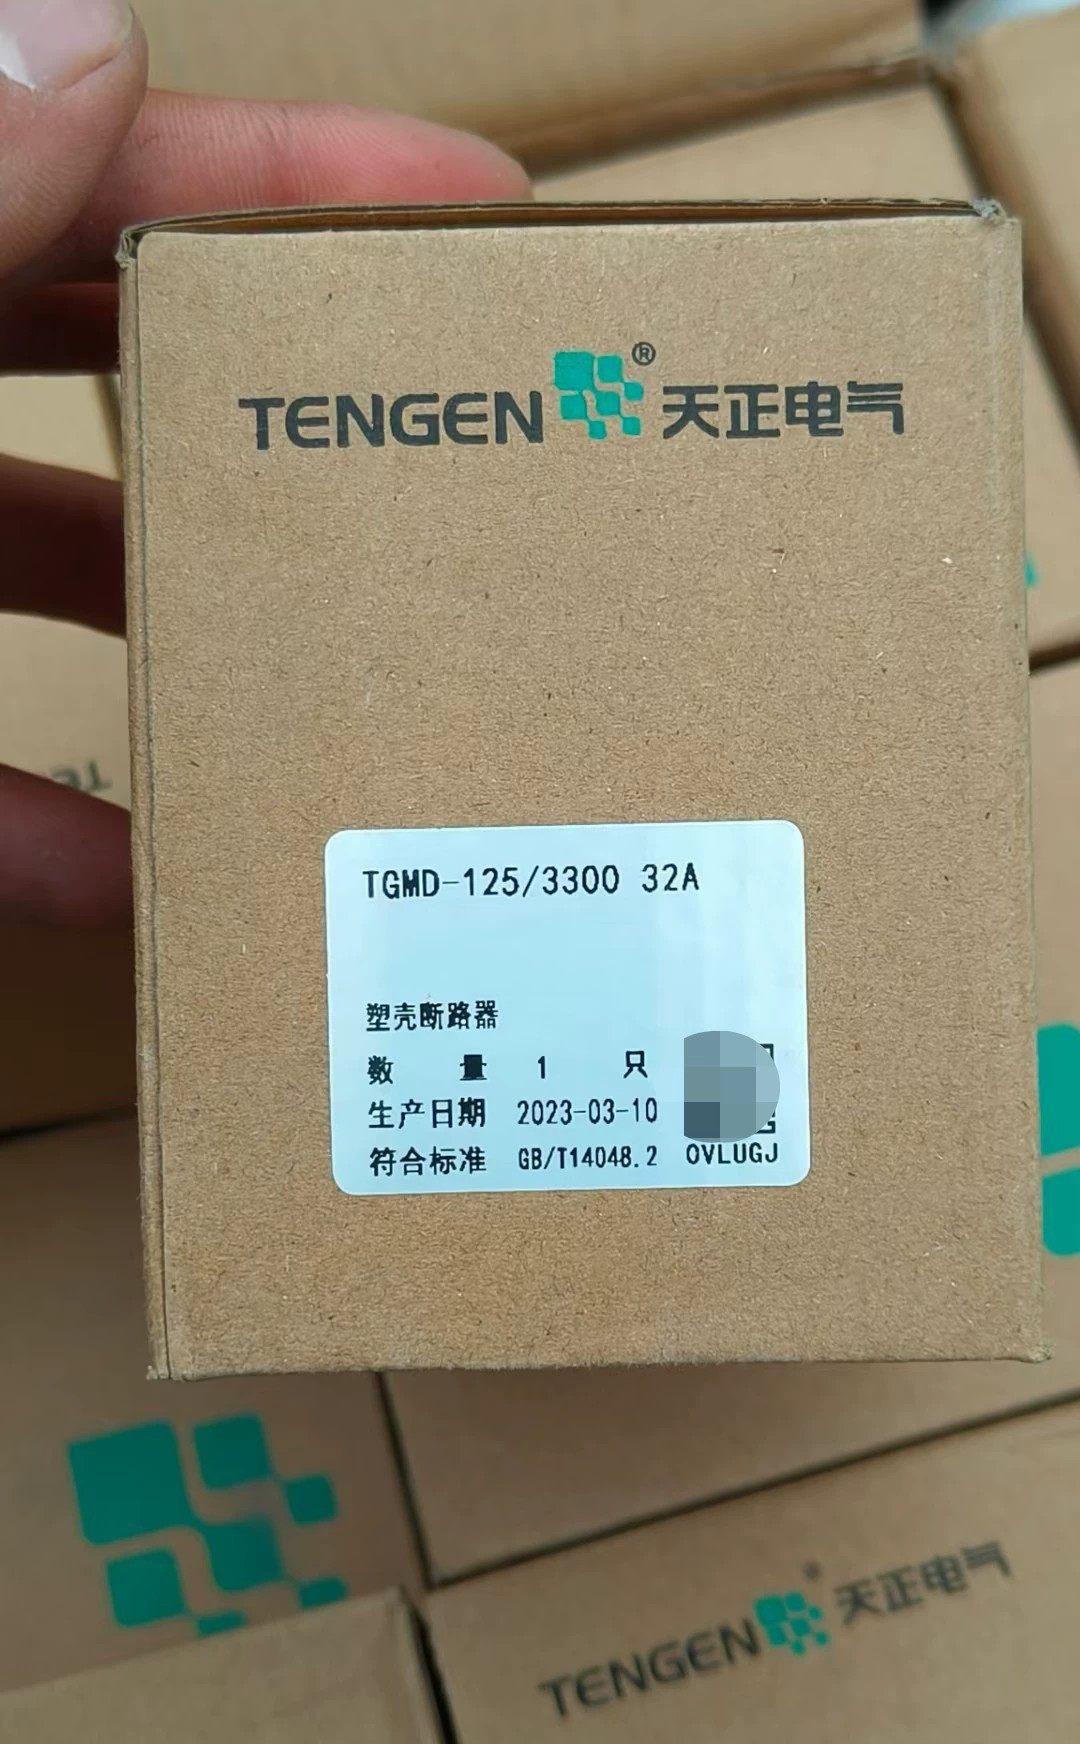 TENGEN ® 天正电气
TGMD-125/3300 32A
塑壳断路器
数 量 1 只
生产日期 2023-03-10
符合标准 GB/T14048.2 OVLUGJ
TENGEN 天正电气